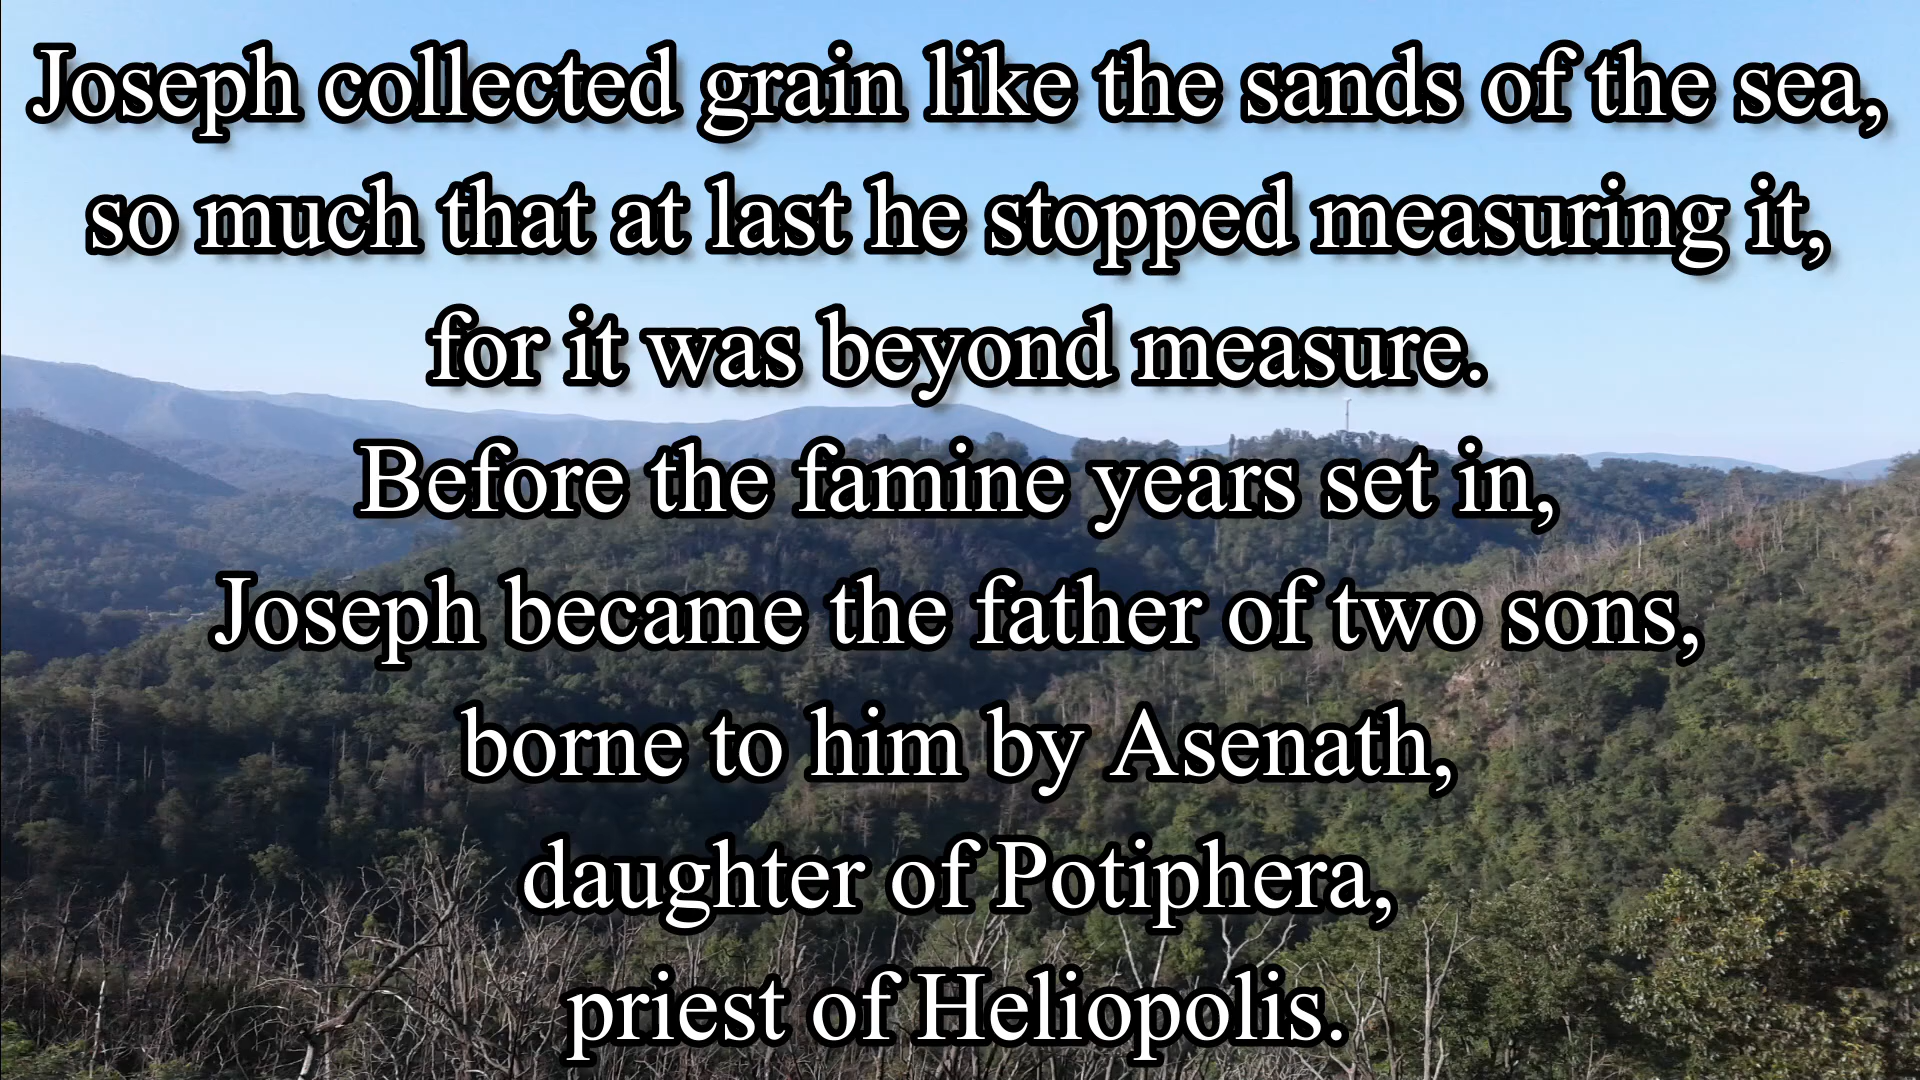 Joseph collected grain like the sands of the sea,
so much that at last he stopped measuring it,
for it was beyond measure.
Before the famine years set in,
Joseph became the father of two sons,
borne to him by Asenath,
daughter of Potiphera,
priest of Heliopolis.